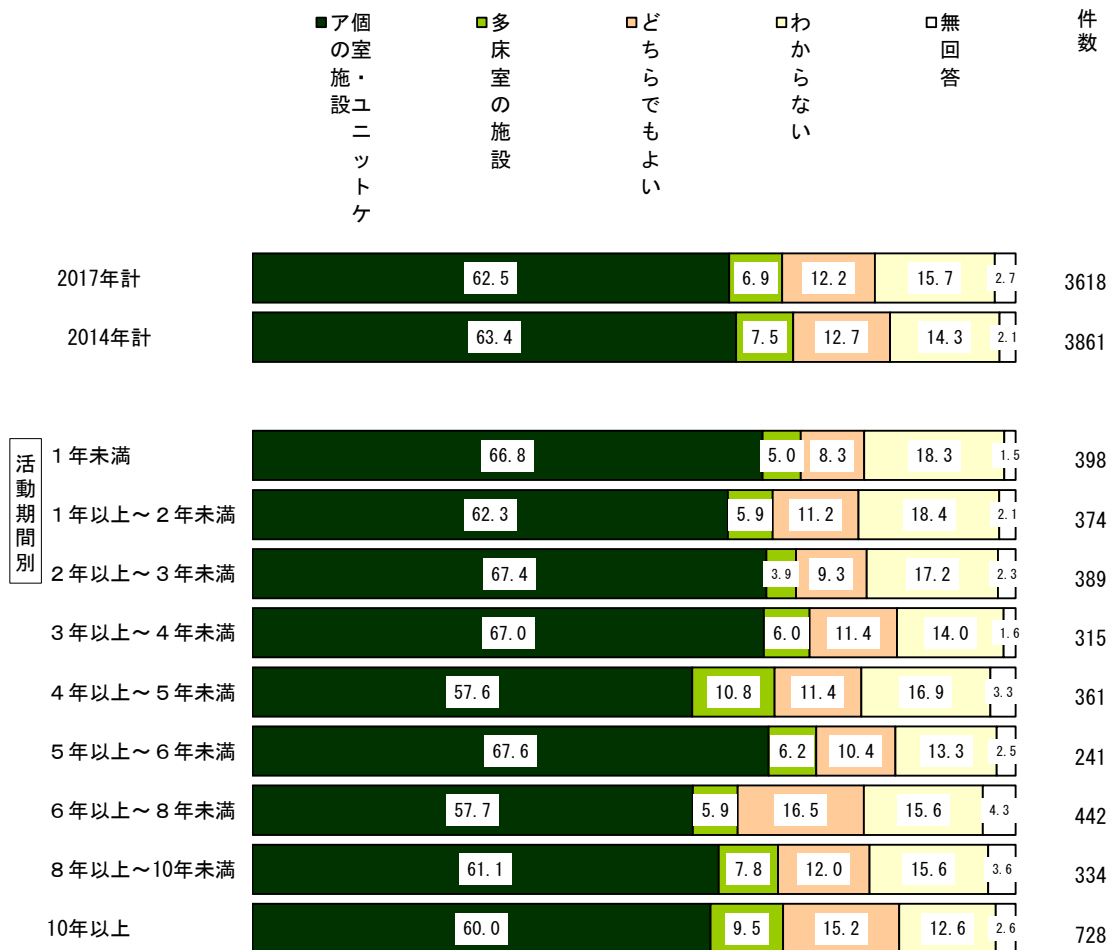 ■個室・ユニットケアの施設
■多床室の施設
■どちらでもよい
□わからない
□無回答
件数
2017年計 62.5 6.9 12.2 15.7 2.7 3618
2014年計 63.4 7.5 12.7 14.3 2.1 3861
活動期間別
1年未満 66.8 5.0 8.3 18.3 1.5 398
1年以上～2年未満 62.3 5.9 11.2 18.4 2.1 374
2年以上～3年未満 67.4 3.9 9.3 17.2 2.3 389
3年以上～4年未満 67.0 6.0 11.4 14.0 1.6 315
4年以上～5年未満 57.6 10.8 11.4 16.9 3.3 361
5年以上～6年未満 67.6 6.2 10.4 13.3 2.5 241
6年以上～8年未満 57.7 5.9 16.5 15.6 4.3 442
8年以上～10年未満 61.1 7.8 12.0 15.6 3.6 334
10年以上 60.0 9.5 15.2 12.6 2.6 728